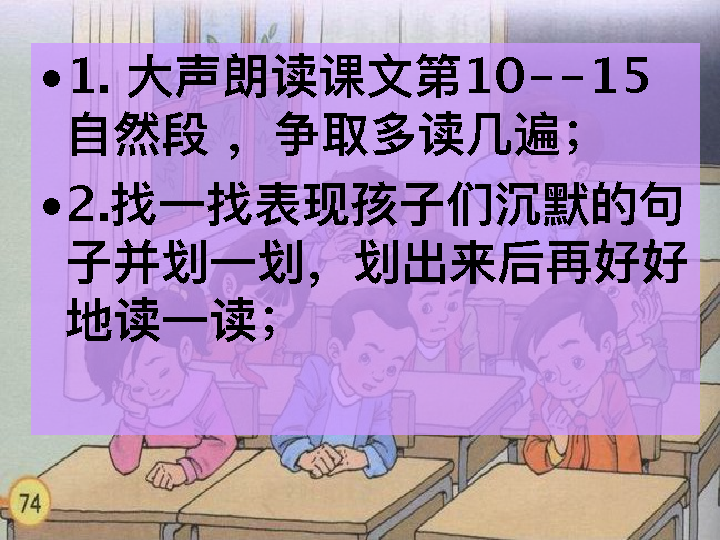 •1. 大声朗读课文第10--15
自然段 ，争取多读几遍；
•2.找一找表现孩子们沉默的句
子并划一划，划出来后再好好
地读一读；
74